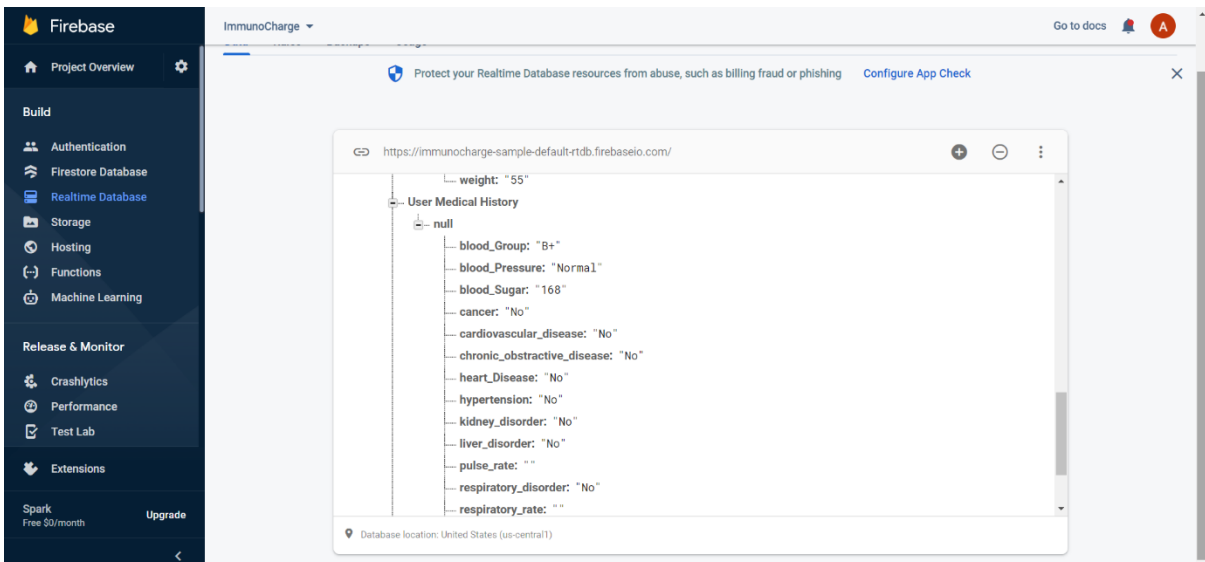 Firebase
ImmunoCharge
Go to docs
A
Project Overview
Protect your Realtime Database resources from abuse, such as billing fraud or phishing Configure App Check
Build
Authentication
Firestore Database
Realtime Database
Storage
Hosting
Functions
Machine Learning
Release & Monitor
Crashlytics
Performance
Test Lab
Extensions
Spark
Free $0/month
Upgrade
https://immunocharge-sample-default-rtdb.firebaseio.com/
weight: "55"
User Medical History
null
blood_Group: "B+"
blood_Pressure: "Normal"
blood_Sugar: "168"
cancer: "No"
cardiovascular_disease: "No"
chronic_obstractive_disease: "No"
heart_Disease: "No"
hypertension: "No"
kidney_disorder: "No"
liver_disorder: "No"
pulse_rate: ""
respiratory_disorder: "No"
respiratory_rate: ""
Database location: United States (us-central1)